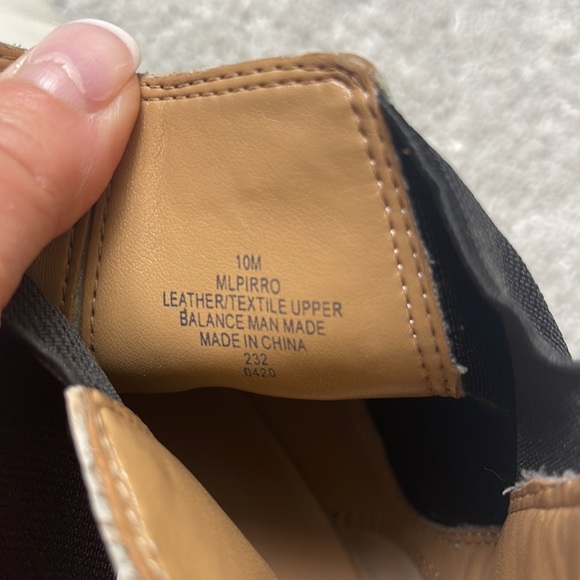 10M
MLPIRRO
LEATHER/TEXTILE UPPER
BALANCE MAN MADE
MADE IN CHINA
232
0420